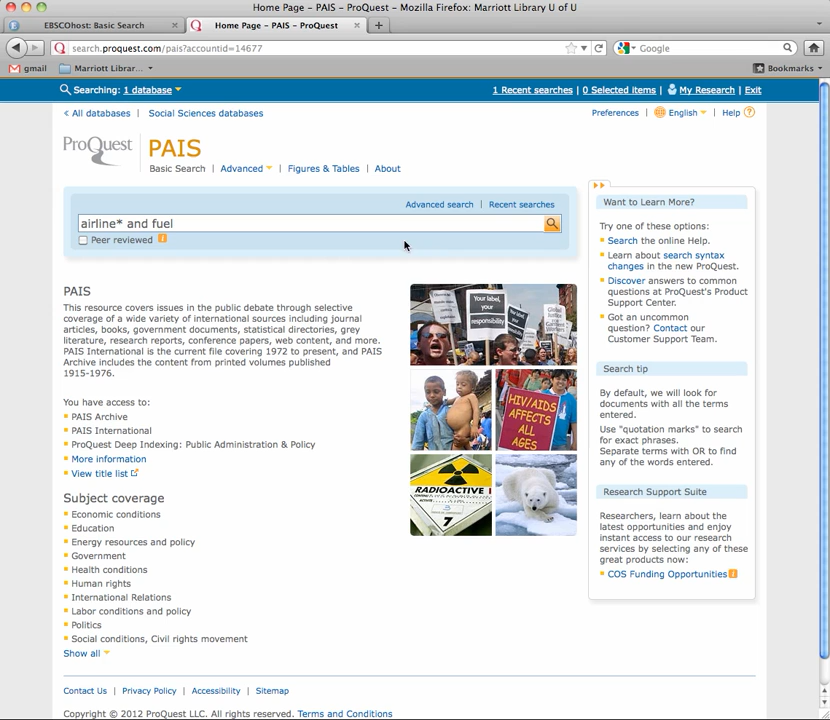 Home Page – PAIS – ProQuest – Mozilla Firefox: Marriott Library U of U
EBSCOhost: Basic Search
Home Page - PAIS - ProQuest
search.proquest.com/pais?accountid=14677
Google
gmail
Marriott Librar...
Bookmarks
Searching: 1 database
1 Recent searches | 0 Selected items | My Research | Exit
< All databases | Social Sciences databases
Preferences | English | Help ?
ProQuest
PAIS
Basic Search | Advanced | Figures & Tables | About
Advanced search | Recent searches
airline* and fuel
Peer reviewed
PAIS
This resource covers issues in the public debate through selective
coverage of a wide variety of international sources including journal
articles, books, government documents, statistical directories, grey
literature, research reports, conference papers, web content, and more.
PAIS International is the current file covering 1972 to present, and PAIS
Archive includes the content from printed volumes published
1915-1976.
You have access to:
PAIS Archive
PAIS International
ProQuest Deep Indexing: Public Administration & Policy
More information
View title list
Subject coverage
Economic conditions
Education
Energy resources and policy
Government
Health conditions
Human rights
International Relations
Labor conditions and policy
Politics
Social conditions, Civil rights movement
Show all
Your label,
your
responsibility
HIV/AIDS
AFFECTS
ALL
AGES
RADIOACTIVE I
7
Want to Learn More?
Try one of these options:
Search the online Help.
Learn about search syntax
changes in the new ProQuest.
Discover answers to common
questions at ProQuest's Product
Support Center.
Got an uncommon
question? Contact our
Customer Support Team.
Search tip
By default, we will look for
documents with all the terms
entered.
Use "quotation marks" to search
for exact phrases.
Separate terms with OR to find
any of the words entered.
Research Support Suite
Researchers, learn about the
latest opportunities and enjoy
instant access to our research
services by selecting any of these
great products now:
COS Funding Opportunities
Contact Us | Privacy Policy | Accessibility | Sitemap
Copyright © 2012 ProQuest LLC. All rights reserved. Terms and Conditions